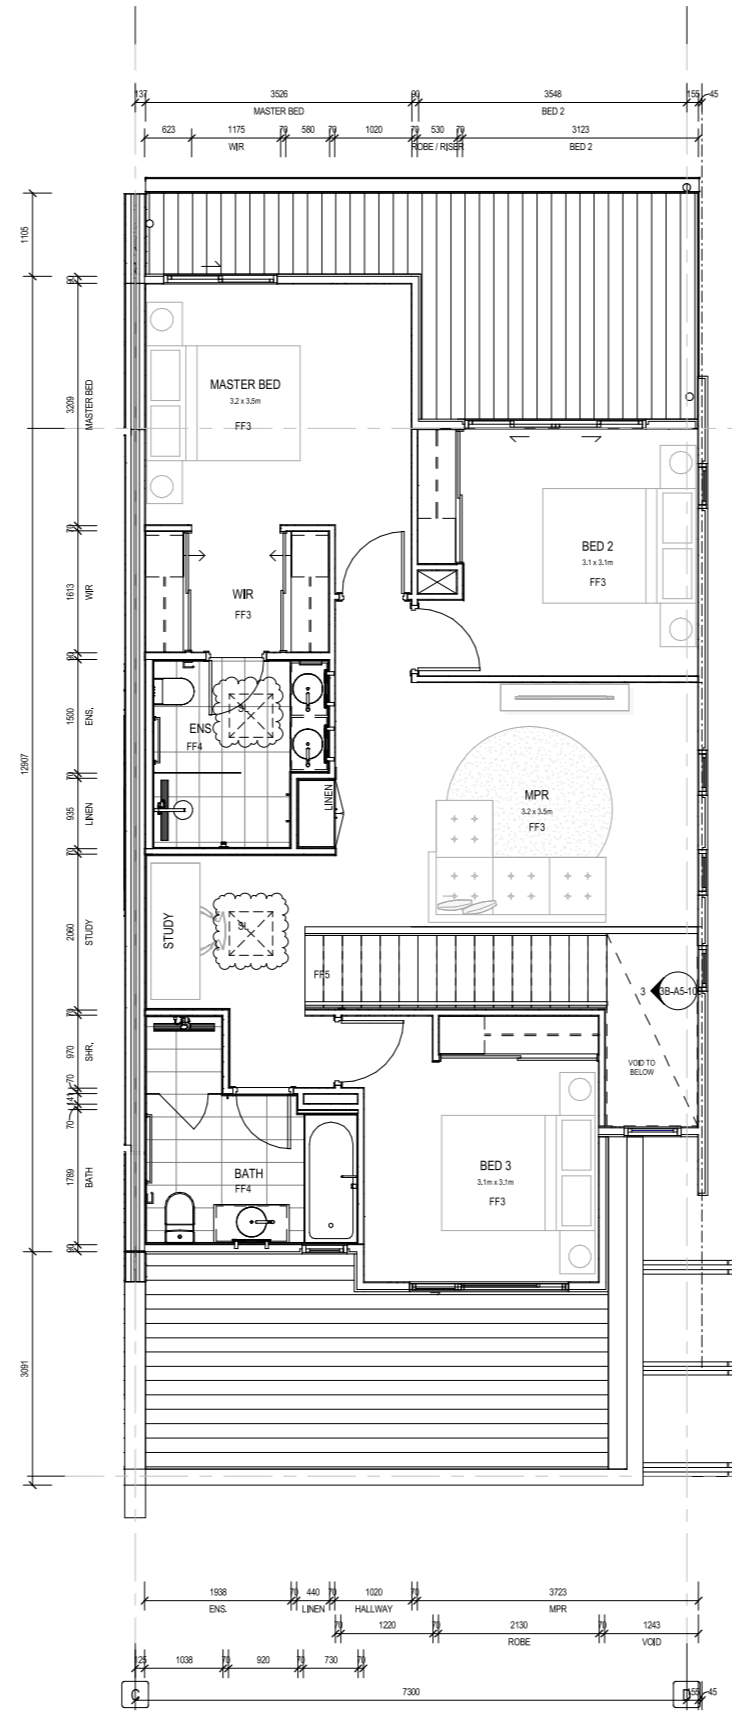 137 3526 90 3548 155 45
MASTER BED BED 2
623 1175 70 580 70 1020 70 530 70 3123
WIR ROBE / RISER BED 2
1105
90
3209
MASTER BED
70
1613
WIR
90
1500
ENS.
70
935
LINEN
70
2060
STUDY
70
970
SHR.
70
141
70
1789
BATH
90
12907
3091
MASTER BED
3.2 x 3.5m
FF3
BED 2
3.1 x 3.1m
FF3
WIR
FF3
SL
ENS
FF4
LINEN
MPR
3.2 x 3.5m
FF3
STUDY
SL
FF5
3 3B-A5-10
VOID TO
BELOW
BED 3
3.1m x 3.1m
FF3
BATH
FF4
1938 70 440 70 1020 70 3723
ENS. LINEN HALLWAY MPR
70 1220 70 2130 70 1243
ROBE VOID
125 1038 70 920 70 730 70
C 7300 D 155 45